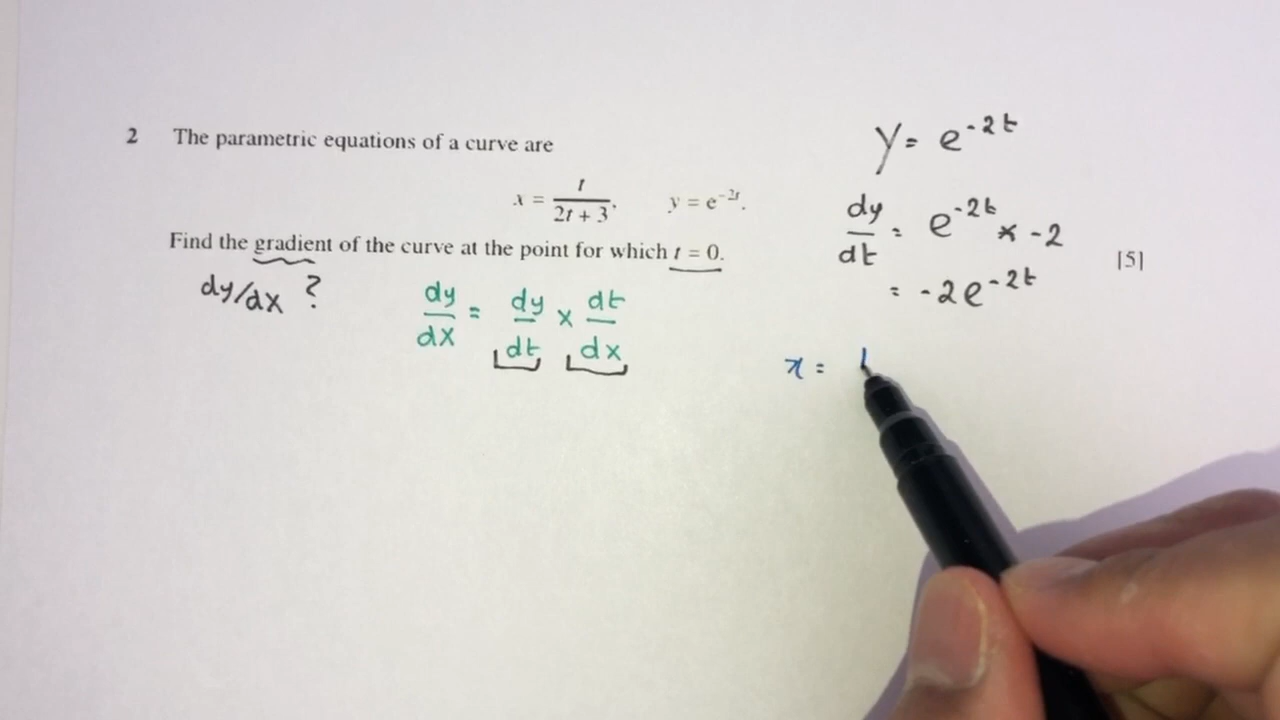 2 The parametric equations of a curve are
x = t / (2t + 3), y = e^{-2t}.
Find the gradient of the curve at the point for which t = 0.
[5]
dy/dx ?
dy/dx = dy/dt × dt/dx
y = e^{-2t}
dy/dt = e^{-2t} × -2
= -2e^{-2t}
x =